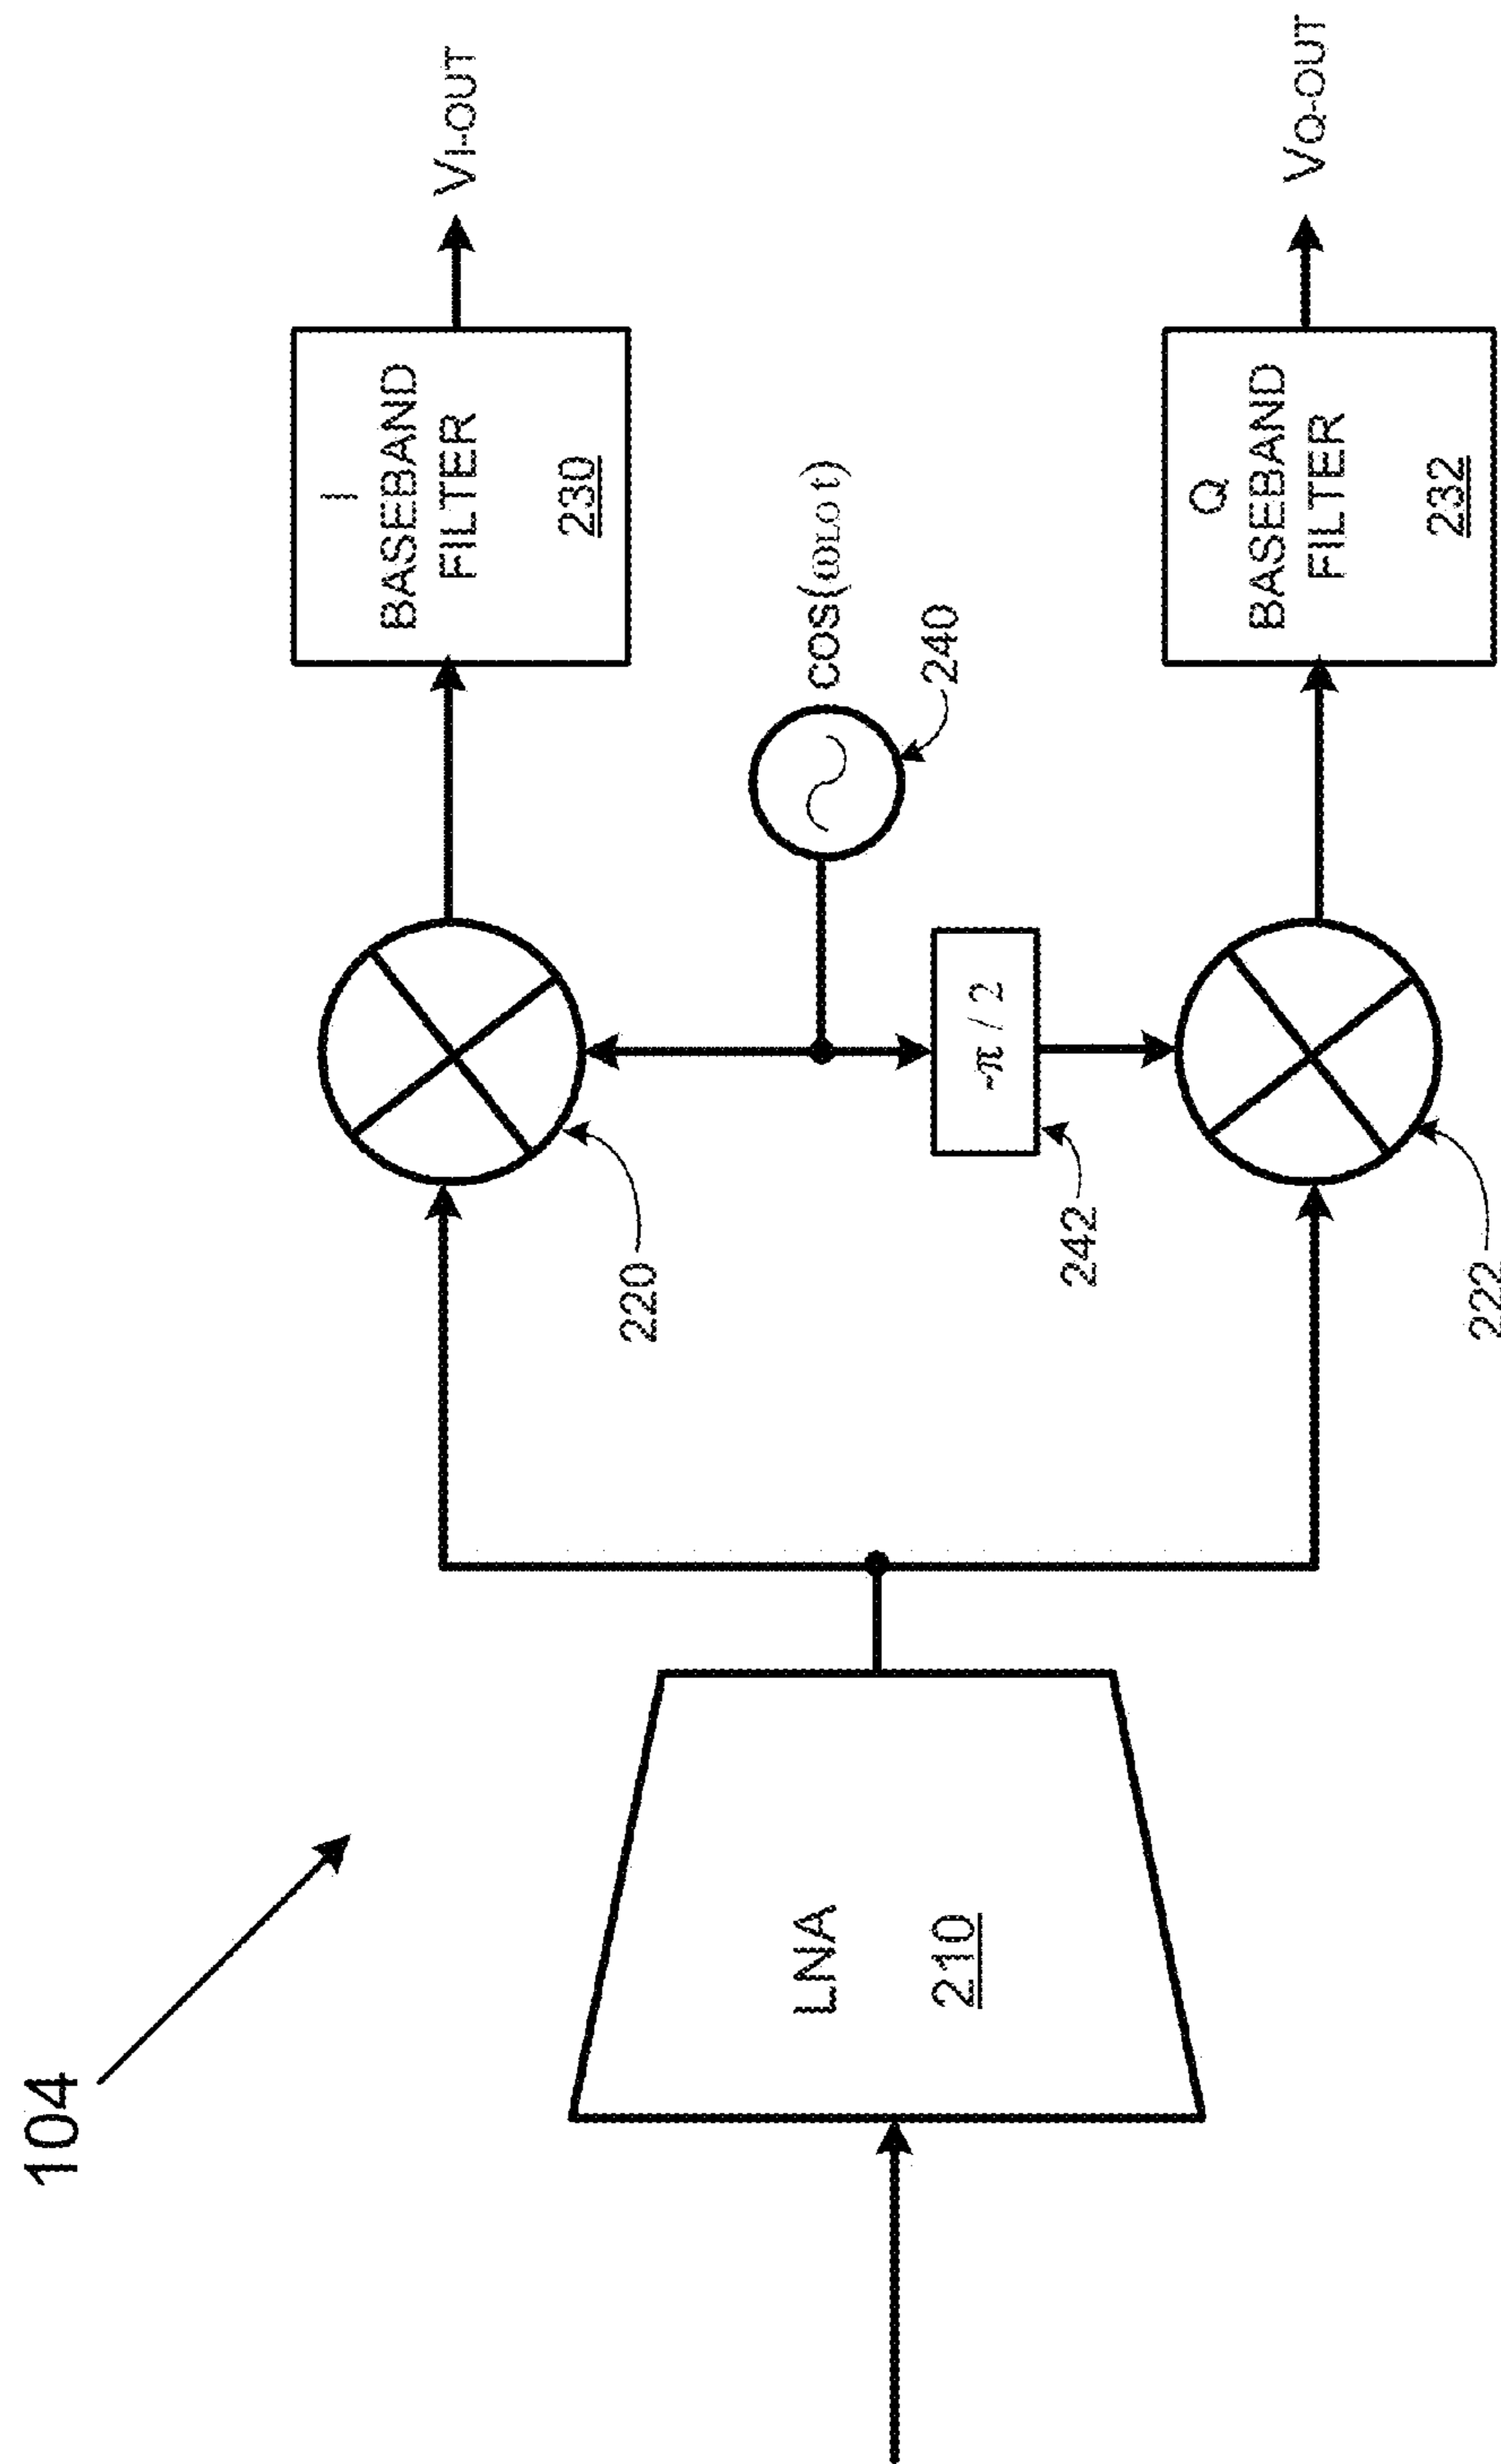 104
LNA
210
220
242
222
-π / 2
cos(ωLO t)
240
I
BASEBAND
FILTER
230
Q
BASEBAND
FILTER
232
VI-OUT
VQ-OUT